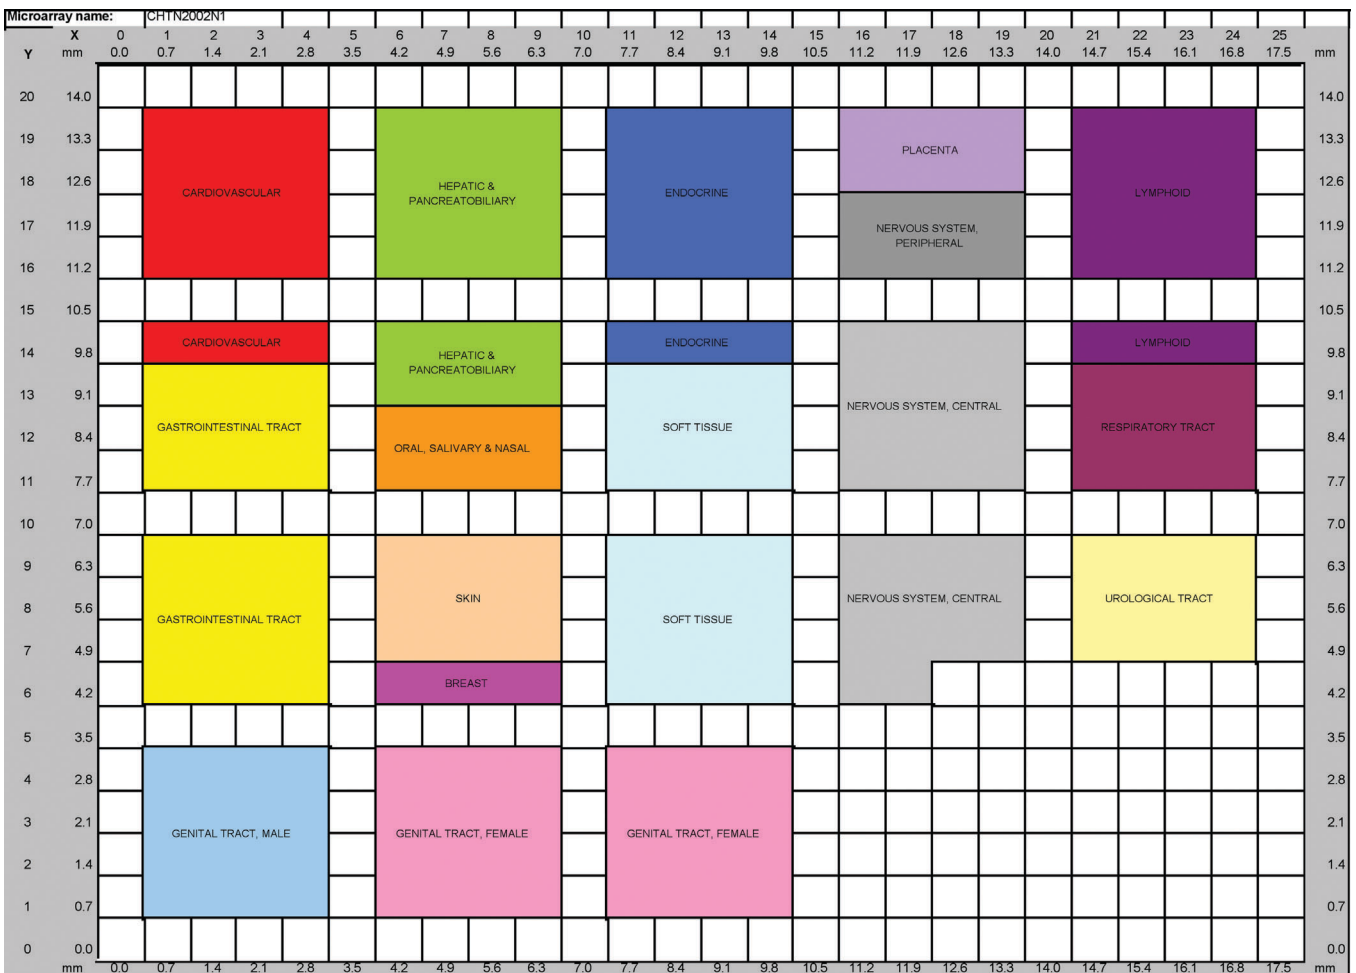 Microarray name: CHTN2002N1
X 0 1 2 3 4 5 6 7 8 9 10 11 12 13 14 15 16 17 18 19 20 21 22 23 24 25
Y mm 0.0 0.7 1.4 2.1 2.8 3.5 4.2 4.9 5.6 6.3 7.0 7.7 8.4 9.1 9.8 10.5 11.2 11.9 12.6 13.3 14.0 14.7 15.4 16.1 16.8 17.5 mm
20 14.0 14.0
19 13.3 13.3
PLACENTA
18 12.6 12.6
CARDIOVASCULAR
HEPATIC &
PANCREATOBILIARY
ENDOCRINE
LYMPHOID
17 11.9 11.9
NERVOUS SYSTEM,
PERIPHERAL
16 11.2 11.2
15 10.5 10.5
CARDIOVASCULAR
ENDOCRINE
LYMPHOID
14 9.8 9.8
HEPATIC &
PANCREATOBILIARY
13 9.1 9.1
NERVOUS SYSTEM, CENTRAL
GASTROINTESTINAL TRACT
SOFT TISSUE
RESPIRATORY TRACT
12 8.4 8.4
ORAL, SALIVARY & NASAL
11 7.7 7.7
10 7.0 7.0
9 6.3 6.3
SKIN
NERVOUS SYSTEM, CENTRAL
UROLOGICAL TRACT
8 5.6 5.6
GASTROINTESTINAL TRACT
SOFT TISSUE
7 4.9 4.9
BREAST
6 4.2 4.2
5 3.5 3.5
4 2.8 2.8
3 2.1 2.1
GENITAL TRACT, MALE
GENITAL TRACT, FEMALE
GENITAL TRACT, FEMALE
2 1.4 1.4
1 0.7 0.7
0 0.0 0.0
mm 0.0 0.7 1.4 2.1 2.8 3.5 4.2 4.9 5.6 6.3 7.0 7.7 8.4 9.1 9.8 10.5 11.2 11.9 12.6 13.3 14.0 14.7 15.4 16.1 16.8 17.5 mm